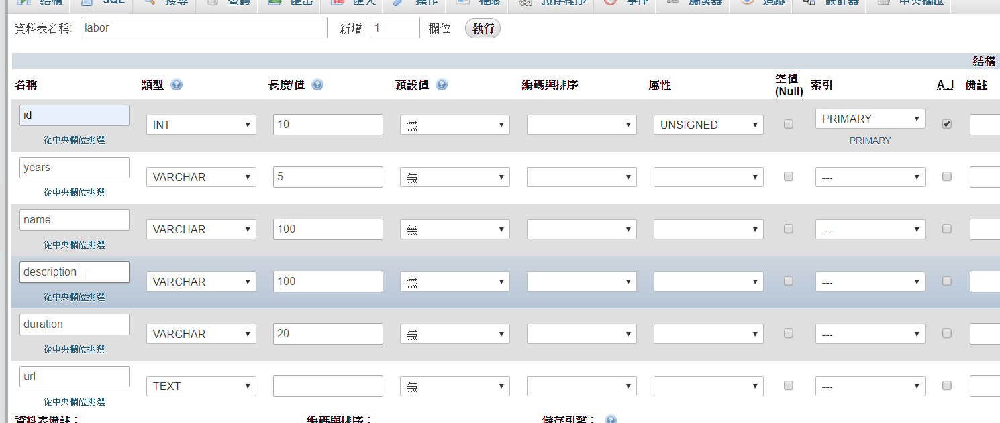 結構 SQL 搜尋 查詢 匯出 匯入 操作 權限 預存程序 事件 觸發器 追蹤 設計器 中央欄位
資料表名稱: labor 新增 1 欄位 執行
結構
名稱 類型 長度/值 預設值 編碼與排序 屬性 空值 (Null) 索引 A_I 備註
id INT 10 無 UNSIGNED PRIMARY
從中央欄位挑選 PRIMARY
years VARCHAR 5 無 ---
從中央欄位挑選
name VARCHAR 100 無 ---
從中央欄位挑選
description VARCHAR 100 無 ---
從中央欄位挑選
duration VARCHAR 20 無 ---
從中央欄位挑選
url TEXT 無 ---
從中央欄位挑選
資料表備註： 編碼與排序： 儲存引擎：